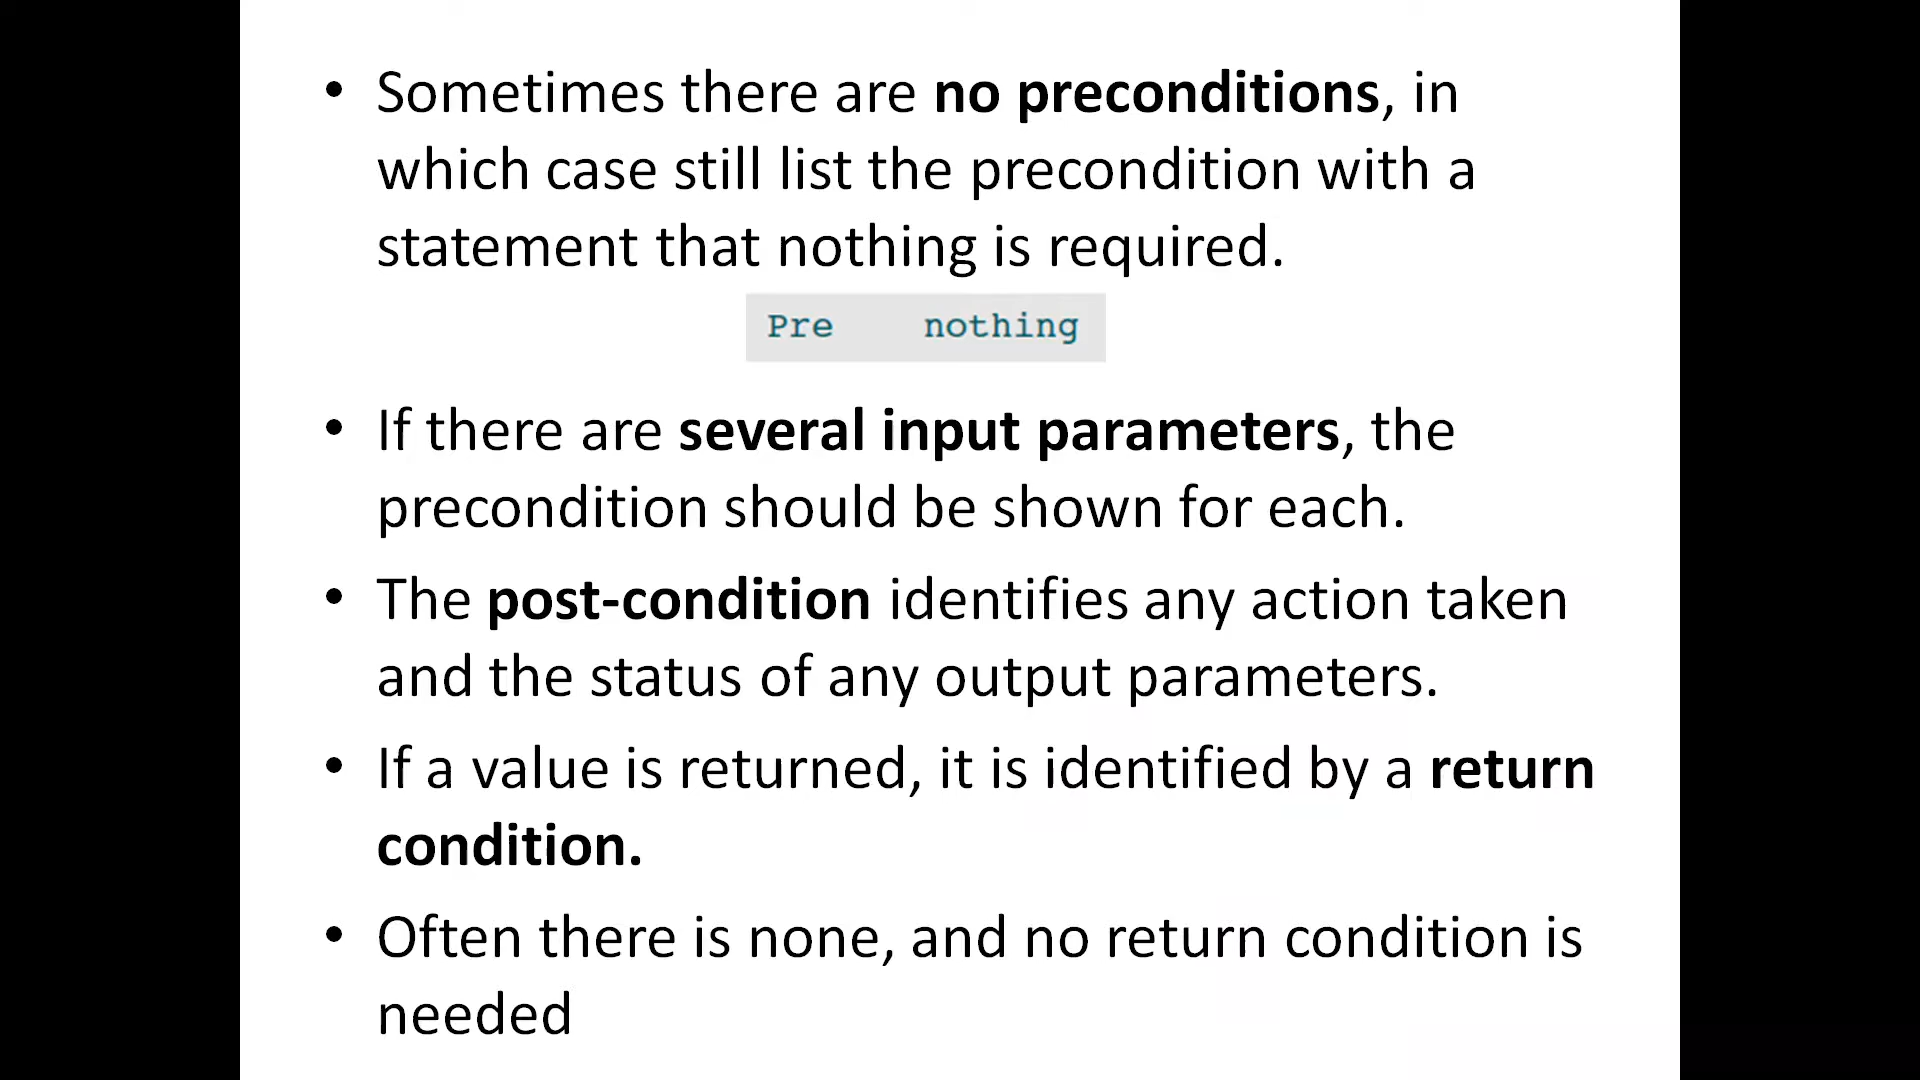 • Sometimes there are no preconditions, in
which case still list the precondition with a
statement that nothing is required.
Pre nothing
• If there are several input parameters, the
precondition should be shown for each.
• The post-condition identifies any action taken
and the status of any output parameters.
• If a value is returned, it is identified by a return
condition.
• Often there is none, and no return condition is
needed